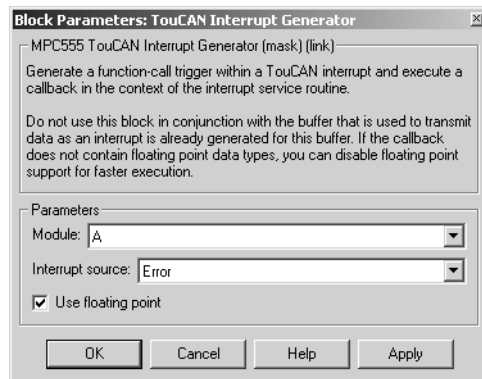 Block Parameters: TouCAN Interrupt Generator
MPC555 TouCAN Interrupt Generator (mask) (link)
Generate a function-call trigger within a TouCAN interrupt and execute a
callback in the context of the interrupt service routine.
Do not use this block in conjunction with the buffer that is used to transmit
data as an interrupt is already generated for this buffer. If the callback
does not contain floating point data types, you can disable floating point
support for faster execution.
Parameters
Module: A
Interrupt source: Error
Use floating point
OK Cancel Help Apply